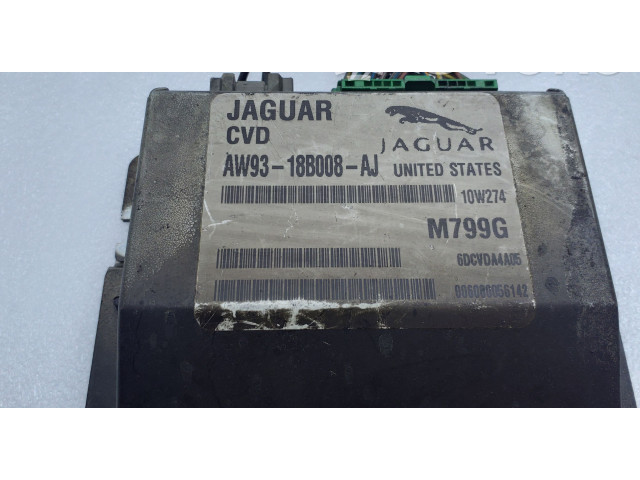 JAGUAR
CVD
JAGUAR
AW93-18B008-AJ UNITED STATES
10W274
M799G
6DCVDA4A05
006086056142